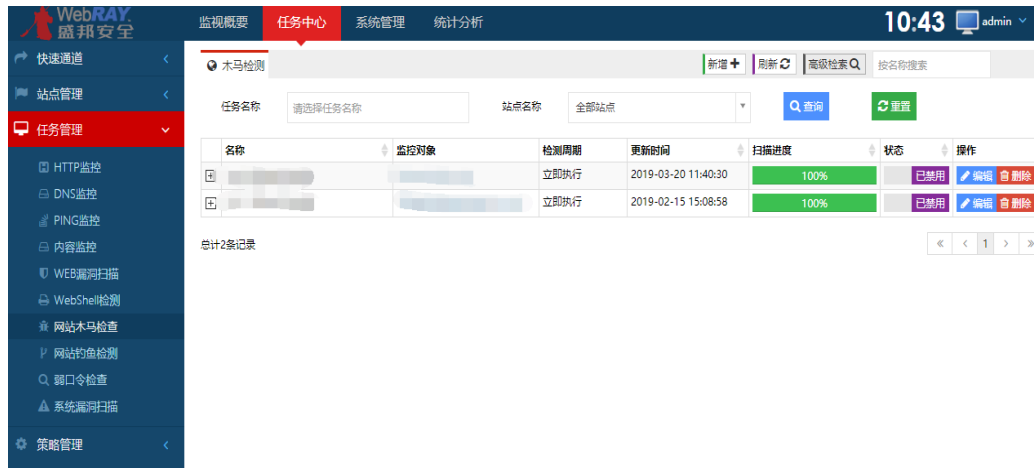 WebRAY.
盛邦安全
监视概要 任务中心 系统管理 统计分析
10:43 admin
快速通道
站点管理
任务管理
HTTP监控
DNS监控
PING监控
内容监控
WEB漏洞扫描
WebShell检测
网站木马检查
网站钓鱼检测
弱口令检查
系统漏洞扫描
策略管理
木马检测 新增 刷新 高级检索 按名称搜索
任务名称 请选择任务名称 站点名称 全部站点 查询 重置
名称 监控对象 检测周期 更新时间 扫描进度 状态 操作
立即执行 2019-03-20 11:40:30 100% 已禁用 编辑 删除
立即执行 2019-02-15 15:08:58 100% 已禁用 编辑 删除
总计2条记录 « ‹ 1 › »